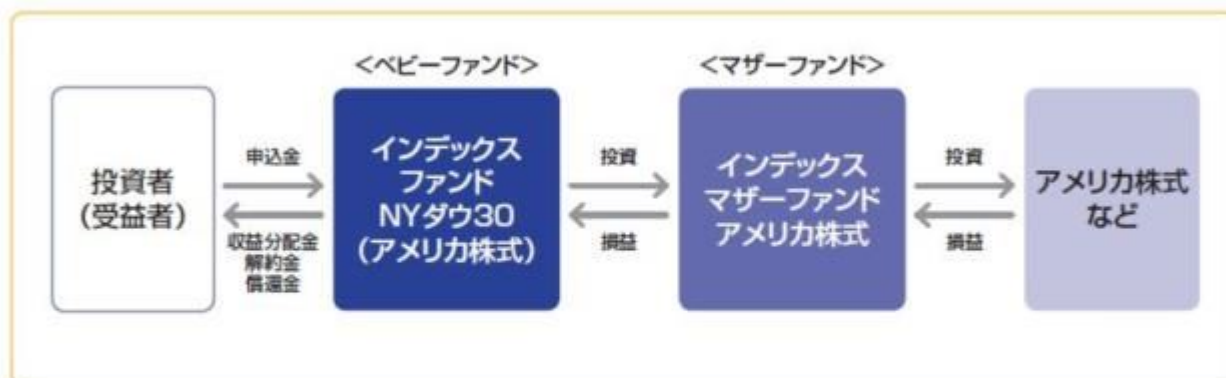 <ベビーファンド>
<マザーファンド>
投資者
(受益者)
申込金
収益分配金
解約金
償還金
インデックス
ファンド
NYダウ30
(アメリカ株式)
投資
損益
インデックス
マザーファンド
アメリカ株式
投資
損益
アメリカ株式
など